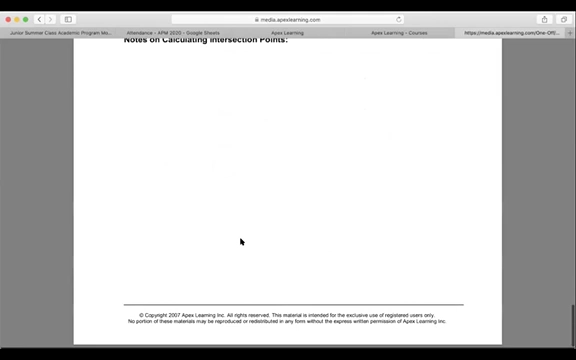 media.apexlearning.com
Junior Summer Class Academic Program Mo...
Attendance - APM 2020 - Google Sheets
Apex Learning
Apex Learning - Courses
https://media.apexlearning.com/One-Offl...
Notes on Calculating Intersection Points:
© Copyright 2007 Apex Learning Inc. All rights reserved. This material is intended for the exclusive use of registered users only.
No portion of these materials may be reproduced or redistributed in any form without the express written permission of Apex Learning Inc.